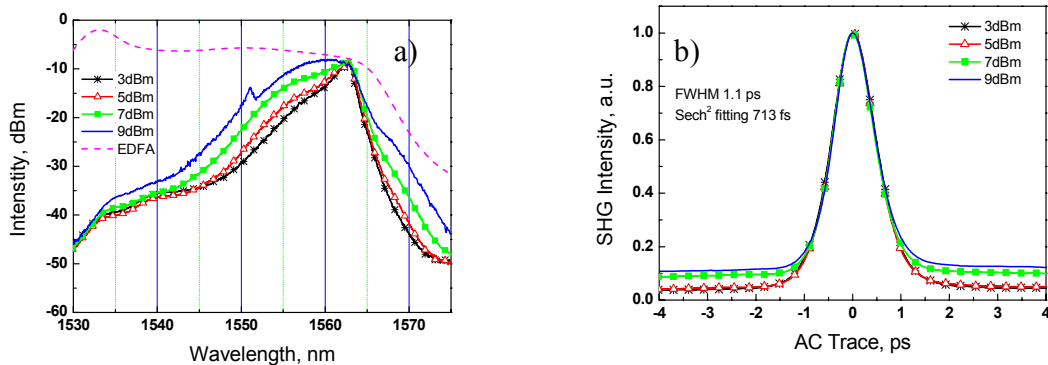 a)
3dBm
5dBm
7dBm
9dBm
EDFA
Intenstity, dBm
0
-10
-20
-30
-40
-50
-60
1530
1540
1550
1560
1570
Wavelength, nm
b)
3dBm
5dBm
7dBm
9dBm
FWHM 1.1 ps
Sech² fitting 713 fs
SHG Intensity, a.u.
1.0
0.8
0.6
0.4
0.2
0.0
-4
-3
-2
-1
0
1
2
3
4
AC Trace, ps